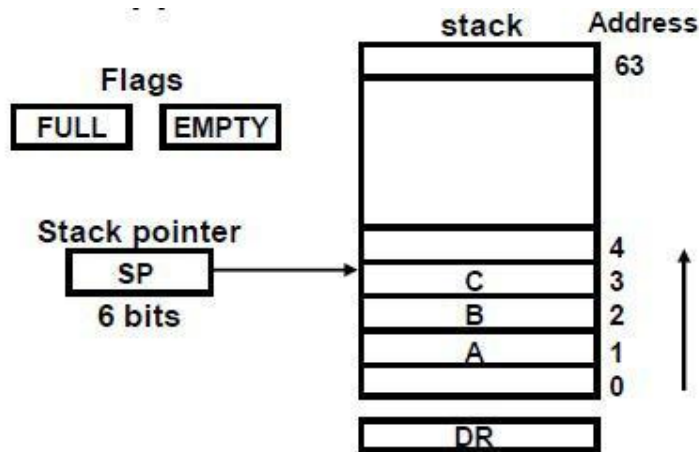 stack Address
63
Flags
FULL EMPTY
4
Stack pointer
SP
C 3
6 bits
B 2
A 1
0
DR